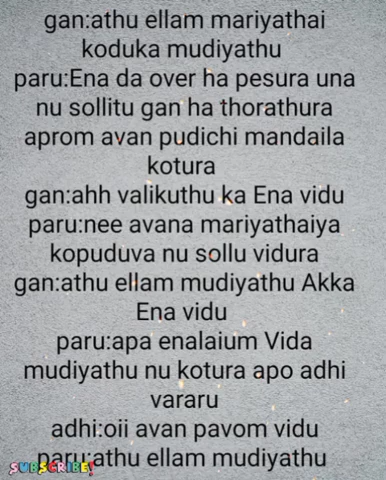 gan:athu ellam mariyathai
koduka mudiyathu
paru:Ena da over ha pesura una
nu sollitu gan ha thorathura
aprom avan pudichi mandaila
kotura
gan:ahh valikuthu ka Ena vidu
paru:nee avana mariyathaiya
kopuduva nu sollu vidura
gan:athu ellam mudiyathu Akka
Ena vidu
paru:apa enalaium Vida
mudiyathu nu kotura apo adhi
vararu
adhi:oii avan pavom vidu
paru:athu ellam mudiyathu
SUBSCRIBE!